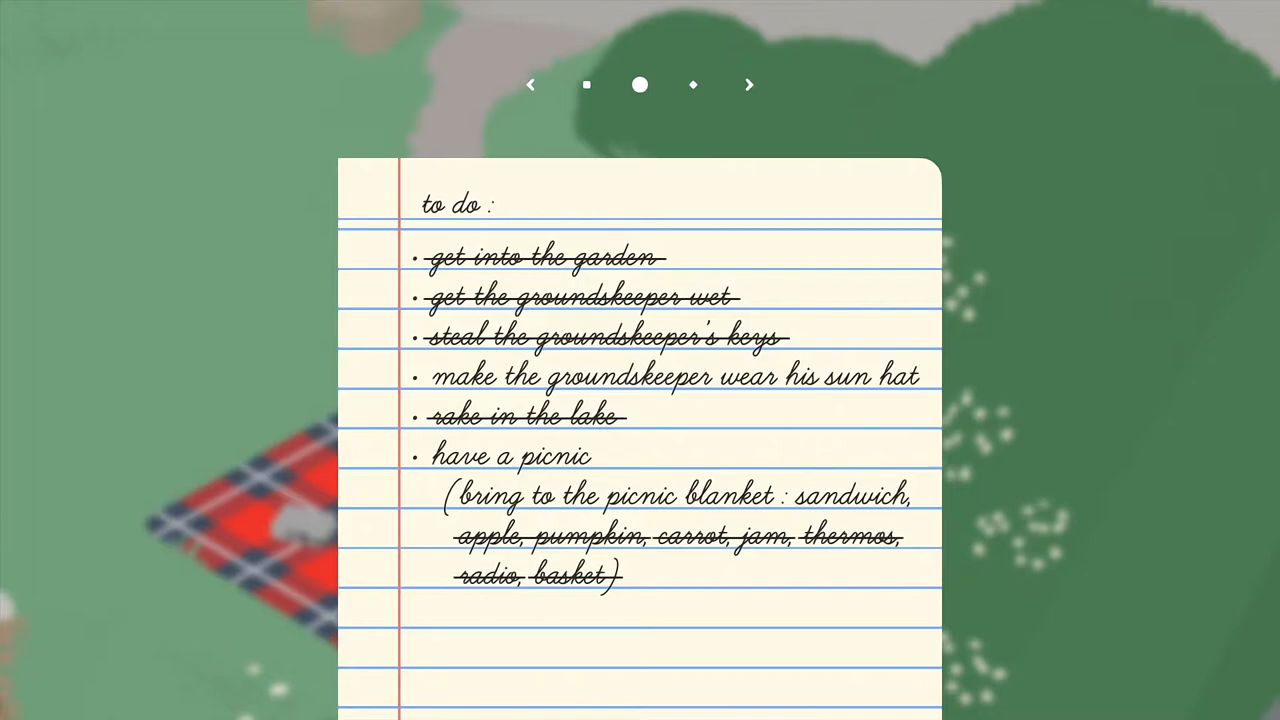 to do :
• get into the garden
• get the groundskeeper wet
• steal the groundskeeper's keys
• make the groundskeeper wear his sun hat
• rake in the lake
• have a picnic
(bring to the picnic blanket : sandwich,
apple, pumpkin, carrot, jam, thermos,
radio, basket)